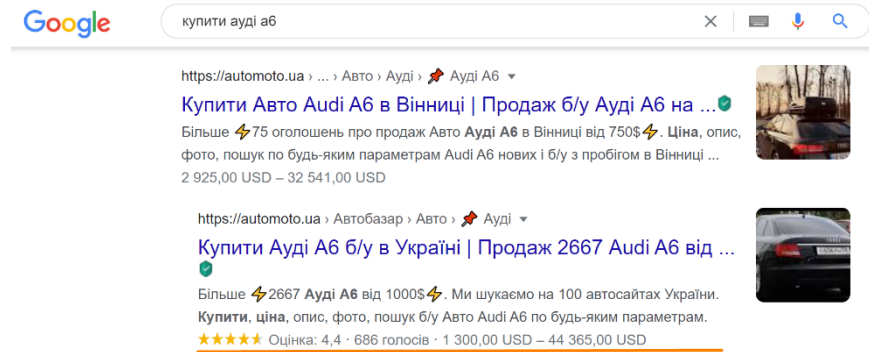 Google
купити ауді а6
https://automoto.ua › ... › Авто › Ауді › 📌 Ауді А6
Купити Авто Audi A6 в Вінниці | Продаж б/у Ауді А6 на ...
Більше ⚡75 оголошень про продаж Авто Ауді А6 в Вінниці від 750$⚡. Ціна, опис,
фото, пошук по будь-яким параметрам Audi A6 нових і б/у з пробігом в Вінниці ...
2 925,00 USD – 32 541,00 USD
https://automoto.ua › Автобазар › Авто › 📌 Ауді
Купити Ауді А6 б/у в Україні | Продаж 2667 Audi A6 від ...
Більше ⚡2667 Ауді А6 від 1000$⚡. Ми шукаємо на 100 автосайтах України.
Купити, ціна, опис, фото, пошук б/у Авто Audi A6 по будь-яким параметрам.
★★★★★ Оцінка: 4,4 · 686 голосів · 1 300,00 USD – 44 365,00 USD